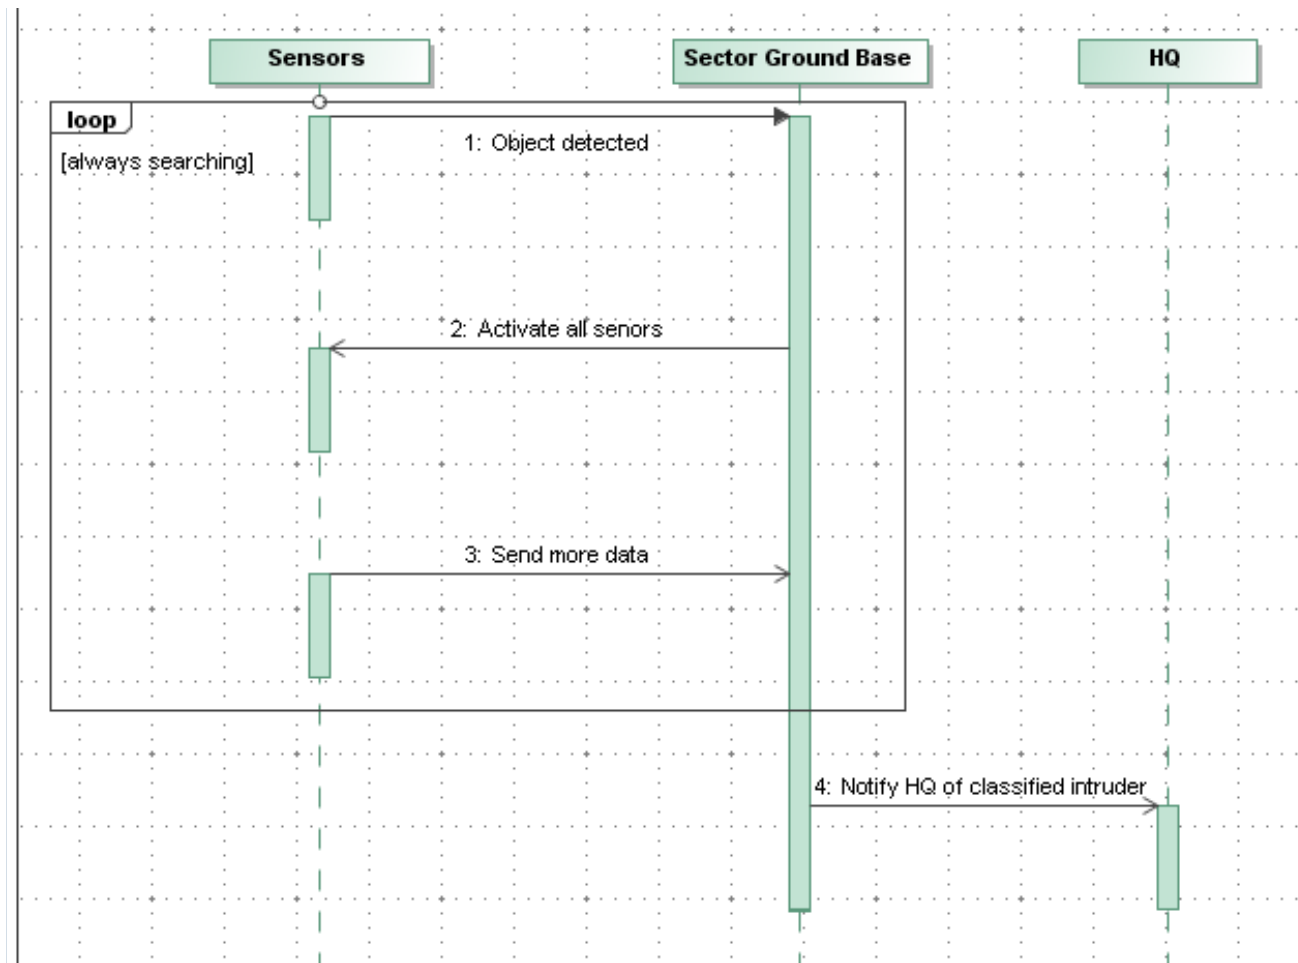 Sensors
Sector Ground Base
HQ
loop
[always searching]
1: Object detected
2: Activate all senors
3: Send more data
4: Notify HQ of classified intruder